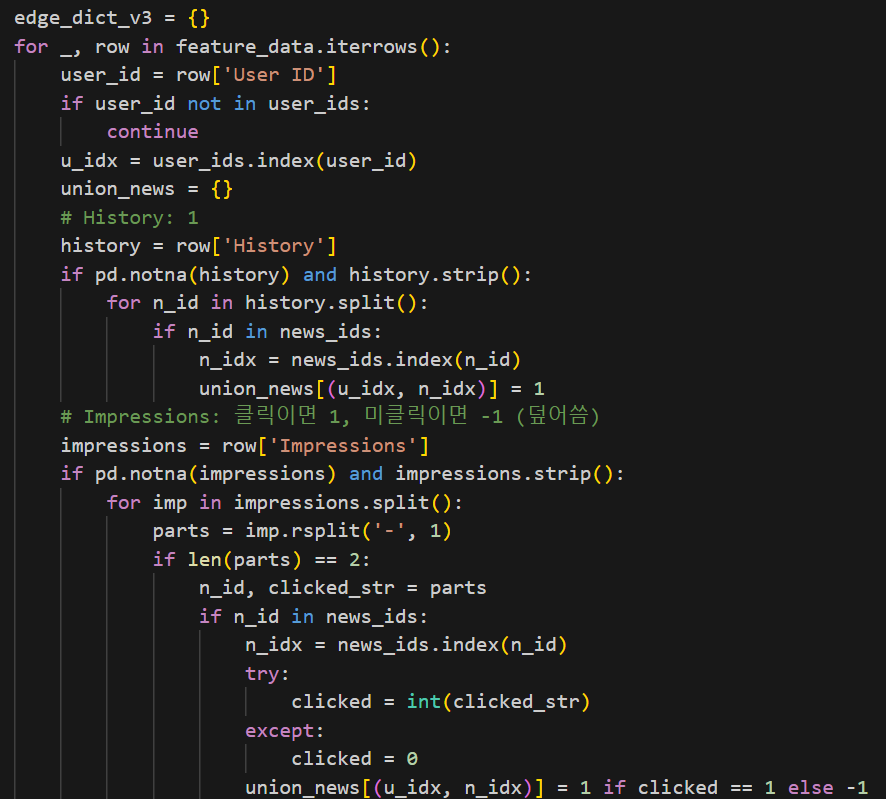 edge_dict_v3 = {}
for _, row in feature_data.iterrows():
    user_id = row['User ID']
    if user_id not in user_ids:
        continue
    u_idx = user_ids.index(user_id)
    union_news = {}
    # History: 1
    history = row['History']
    if pd.notna(history) and history.strip():
        for n_id in history.split():
            if n_id in news_ids:
                n_idx = news_ids.index(n_id)
                union_news[(u_idx, n_idx)] = 1
    # Impressions: 클릭이면 1, 미클릭이면 -1 (덮어씀)
    impressions = row['Impressions']
    if pd.notna(impressions) and impressions.strip():
        for imp in impressions.split():
            parts = imp.rsplit('-', 1)
            if len(parts) == 2:
                n_id, clicked_str = parts
                if n_id in news_ids:
                    n_idx = news_ids.index(n_id)
                    try:
                        clicked = int(clicked_str)
                    except:
                        clicked = 0
                    union_news[(u_idx, n_idx)] = 1 if clicked == 1 else -1